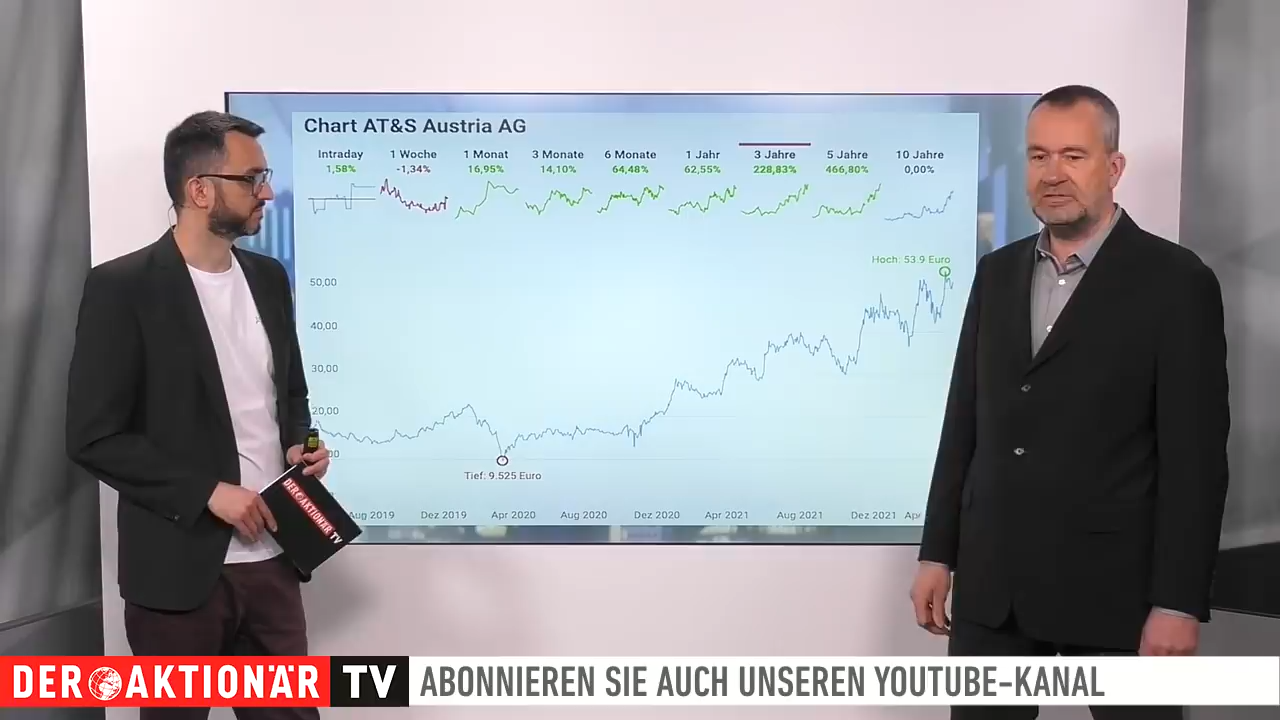 Chart AT&S Austria AG
Intraday 1 Woche 1 Monat 3 Monate 6 Monate 1 Jahr 3 Jahre 5 Jahre 10 Jahre
1,58% -1,34% 16,95% 14,10% 64,48% 62,55% 228,83% 466,80% 0,00%
Hoch: 53.9 Euro
50,00
40,00
30,00
20,00
00
Tief: 9.525 Euro
Aug 2019 Dez 2019 Apr 2020 Aug 2020 Dez 2020 Apr 2021 Aug 2021 Dez 2021 Apr
DER AKTIONÄR TV
DER AKTIONÄR TV ABONNIEREN SIE AUCH UNSEREN YOUTUBE-KANAL